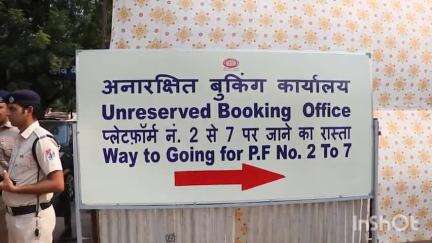 अनारक्षित बुकिंग कार्यालय
Unreserved Booking Office
प्लेटफ़ॉर्म नं. 2 से 7 पर जाने का रास्ता
Way to Going for P.F No. 2 To 7
InShOt